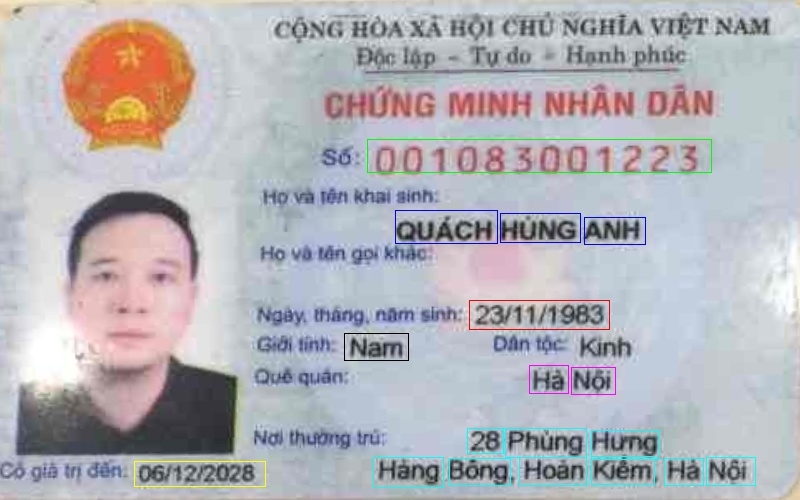 CỘNG HÒA XÃ HỘI CHỦ NGHĨA VIỆT NAM
Độc lập - Tự do - Hạnh phúc
CHỨNG MINH NHÂN DÂN
Số: 001083001223
Họ và tên khai sinh:
QUÁCH HÙNG ANH
Họ và tên gọi khác:
Ngày, tháng, năm sinh: 23/11/1983
Giới tính: Nam Dân tộc: Kinh
Quê quán:
Hà Nội
Nơi thường trú:
28 Phùng Hưng
Có giá trị đến: 06/12/2028
Hàng Bông, Hoàn Kiếm, Hà Nội